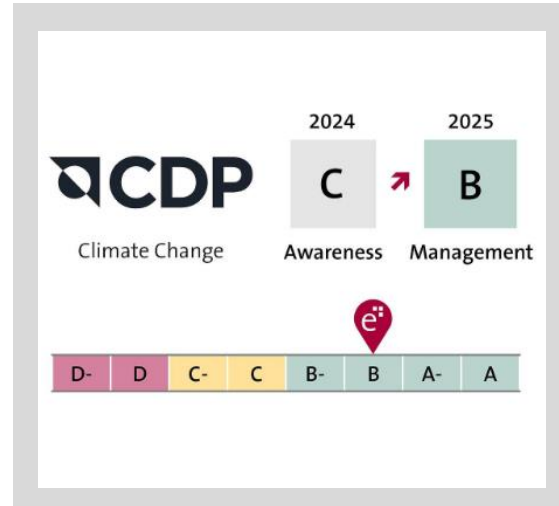 2024 2025
CDP C B
Climate Change Awareness Management
e
D- D C- C B- B A- A